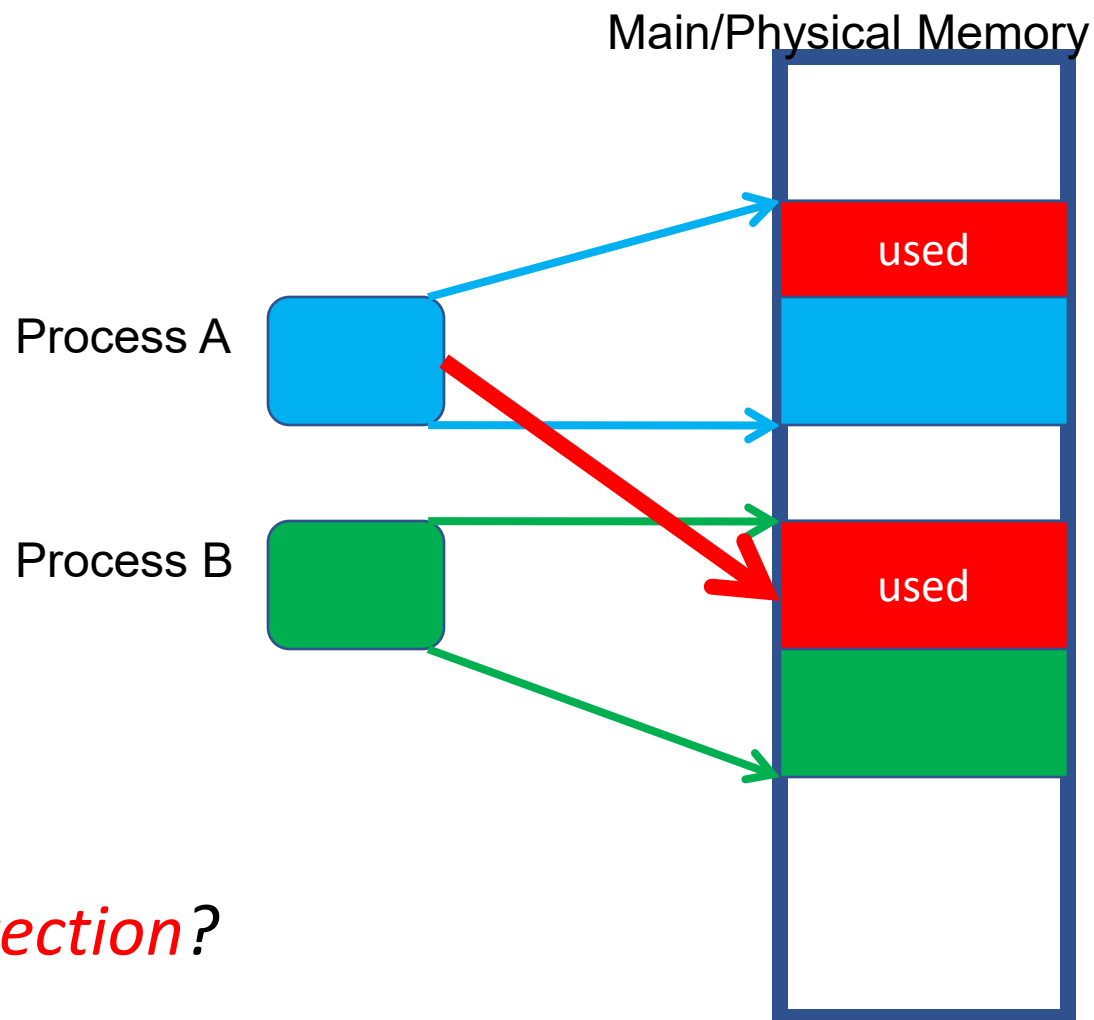 Main/Physical Memory
used
Process A
Process B
used
ection?